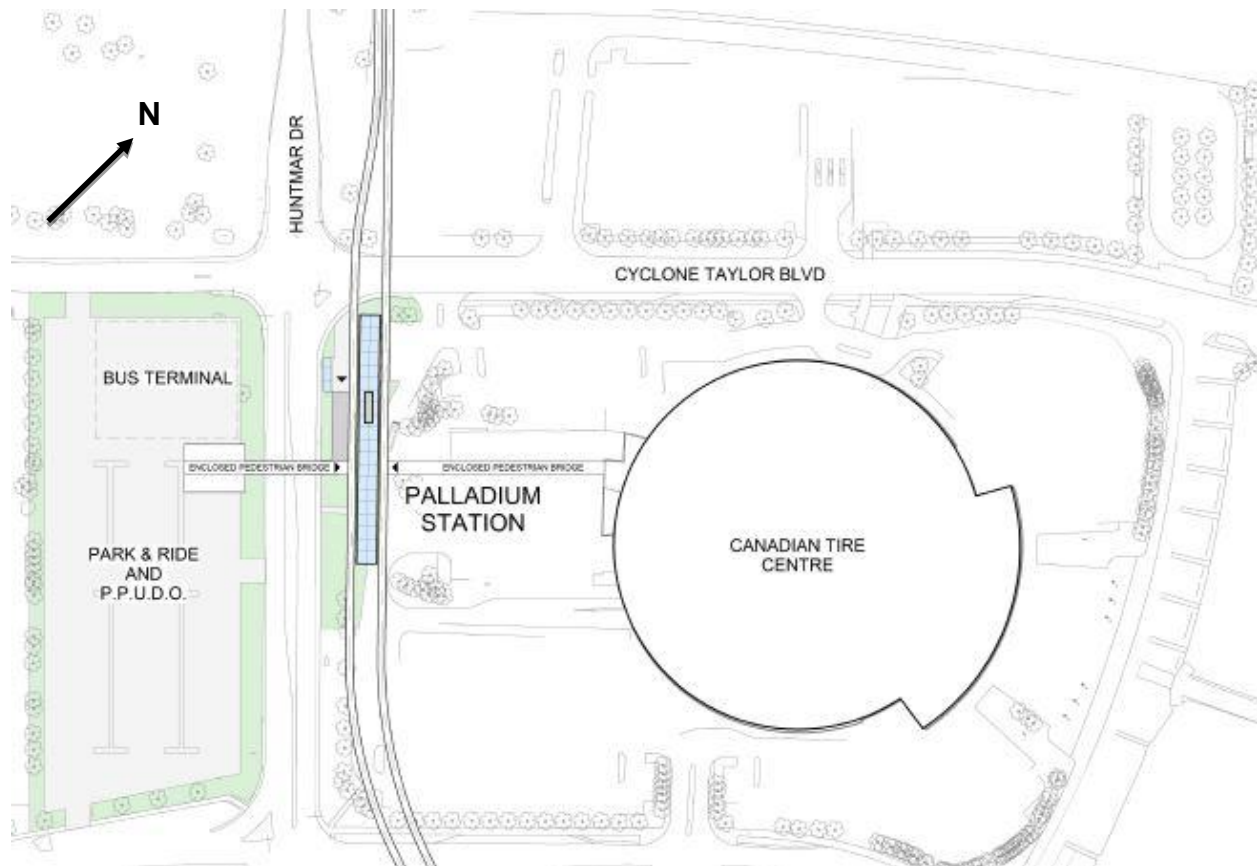 N
HUNTMAR DR
CYCLONE TAYLOR BLVD
BUS TERMINAL
ENCLOSED PEDESTRIAN BRIDGE
ENCLOSED PEDESTRIAN BRIDGE
PALLADIUM
STATION
PARK & RIDE
AND
P.P.U.D.O.
CANADIAN TIRE
CENTRE